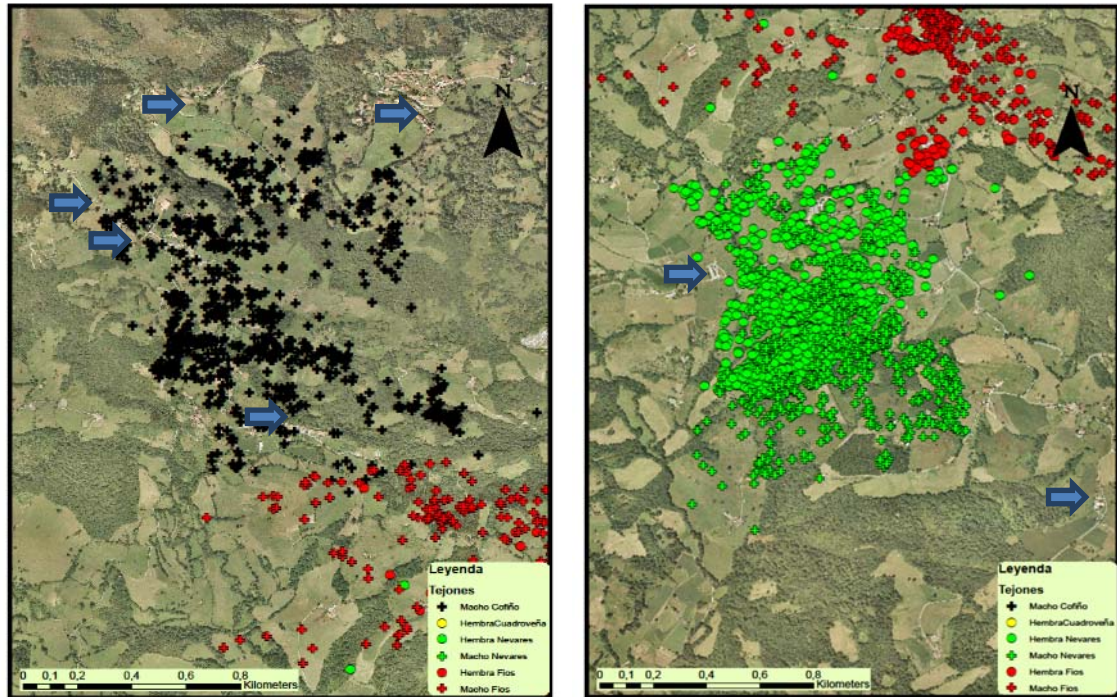 N
Leyenda
Tejones
Macho Cofiño
HembraCuadroveña
Hembra Nevares
Macho Nevares
Hembra Fios
Macho Fios
0 0,1 0,2 0,4 0,6 0,8
Kilometers
N
Leyenda
Tejones
Macho Cofiño
HembraCuadroveña
Hembra Nevares
Macho Nevares
Hembra Fios
Macho Fios
0 0,1 0,2 0,4 0,6 0,8
Kilometers